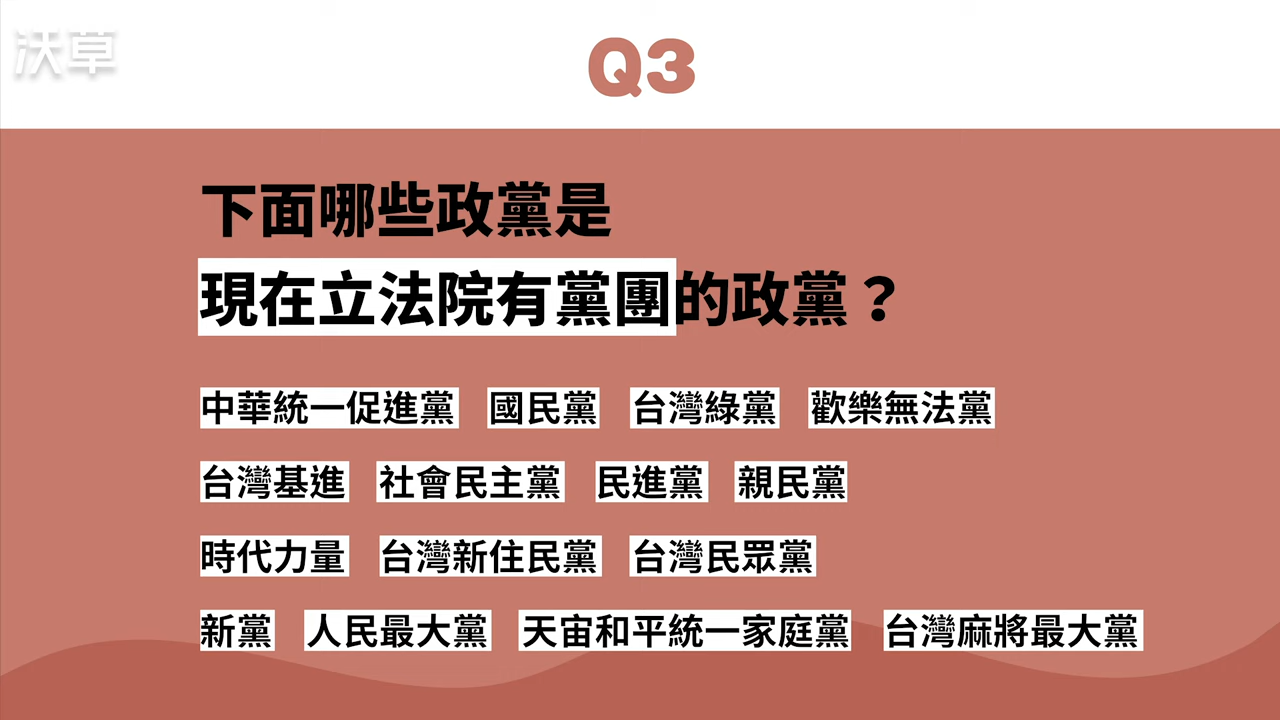 沃草
Q3
下面哪些政黨是
現在立法院有黨團的政黨？
中華統一促進黨 國民黨 台灣綠黨 歡樂無法黨
台灣基進 社會民主黨 民進黨 親民黨
時代力量 台灣新住民黨 台灣民眾黨
新黨 人民最大黨 天宙和平統一家庭黨 台灣麻將最大黨